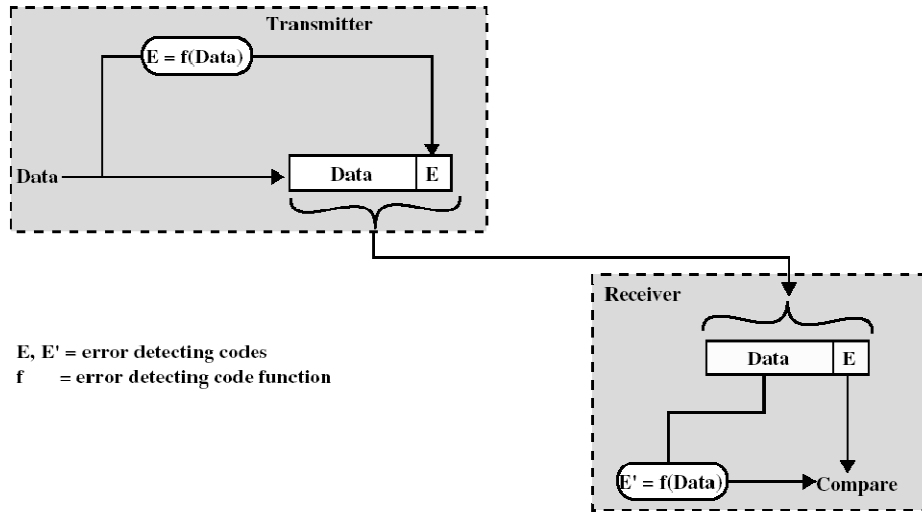 Transmitter
E = f(Data)
Data
Data E
Receiver
E, E' = error detecting codes
f = error detecting code function
Data E
E' = f(Data)
Compare